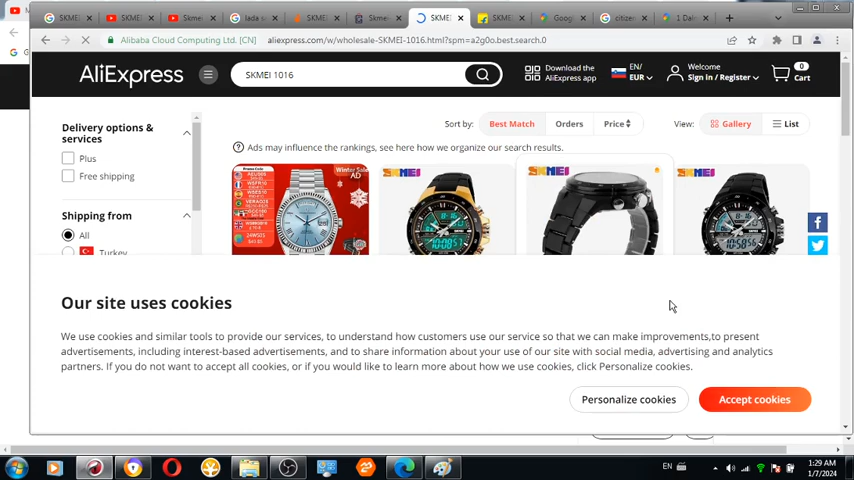 SKMEI
SKMEI
Skme
lada
SKMEI
Skme
SKMEI
SKMEI
Googl
citizen
1 Dal
Alibaba Cloud Computing Ltd. [CN]
aliexpress.com/w/wholesale-SKMEI-1016.html?spm=a2g0o.best.search.0
AliExpress
SKMEI 1016
Download the
AliExpress app
EN/
EUR
Welcome
Sign in / Register
0
Cart
Delivery options &
services
Plus
Free shipping
Shipping from
All
Turkey
Sort by:
Best Match
Orders
Price
View:
Gallery
List
Ads may influence the rankings, see here how we organize our search results.
Winter Sale
AD
SKMEI
SKMEI
SKMEI
Our site uses cookies
We use cookies and similar tools to provide our services, to understand how customers use our service so that we can make improvements,to present
advertisements, including interest-based advertisements, and to share information about your use of our site with social media, advertising and analytics
partners. If you do not want to accept all cookies, or if you would like to learn more about how we use cookies, click Personalize cookies.
Personalize cookies
Accept cookies
EN
1:29 AM
1/7/2024